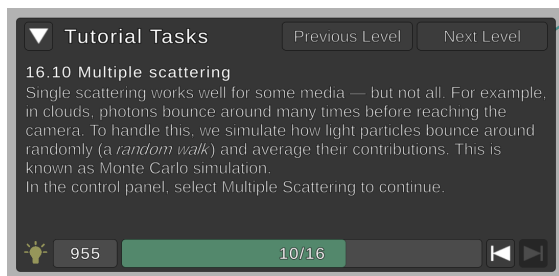 Tutorial Tasks
Previous Level
Next Level
16.10 Multiple scattering
Single scattering works well for some media — but not all. For example,
in clouds, photons bounce around many times before reaching the
camera. To handle this, we simulate how light particles bounce around
randomly (a random walk) and average their contributions. This is
known as Monte Carlo simulation.
In the control panel, select Multiple Scattering to continue.
955
10/16